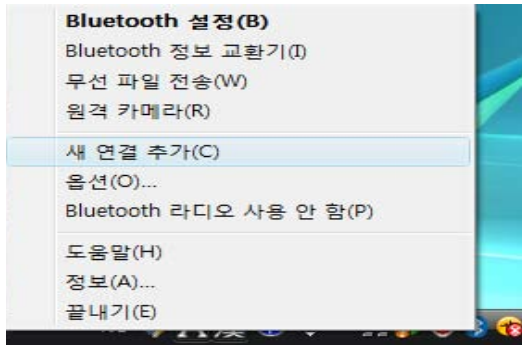 Bluetooth 설정(B)
Bluetooth 정보 교환기(I)
무선 파일 전송(W)
원격 카메라(R)
새 연결 추가(C)
옵션(O)...
Bluetooth 라디오 사용 안 함(P)
도움말(H)
정보(A)...
끝내기(E)